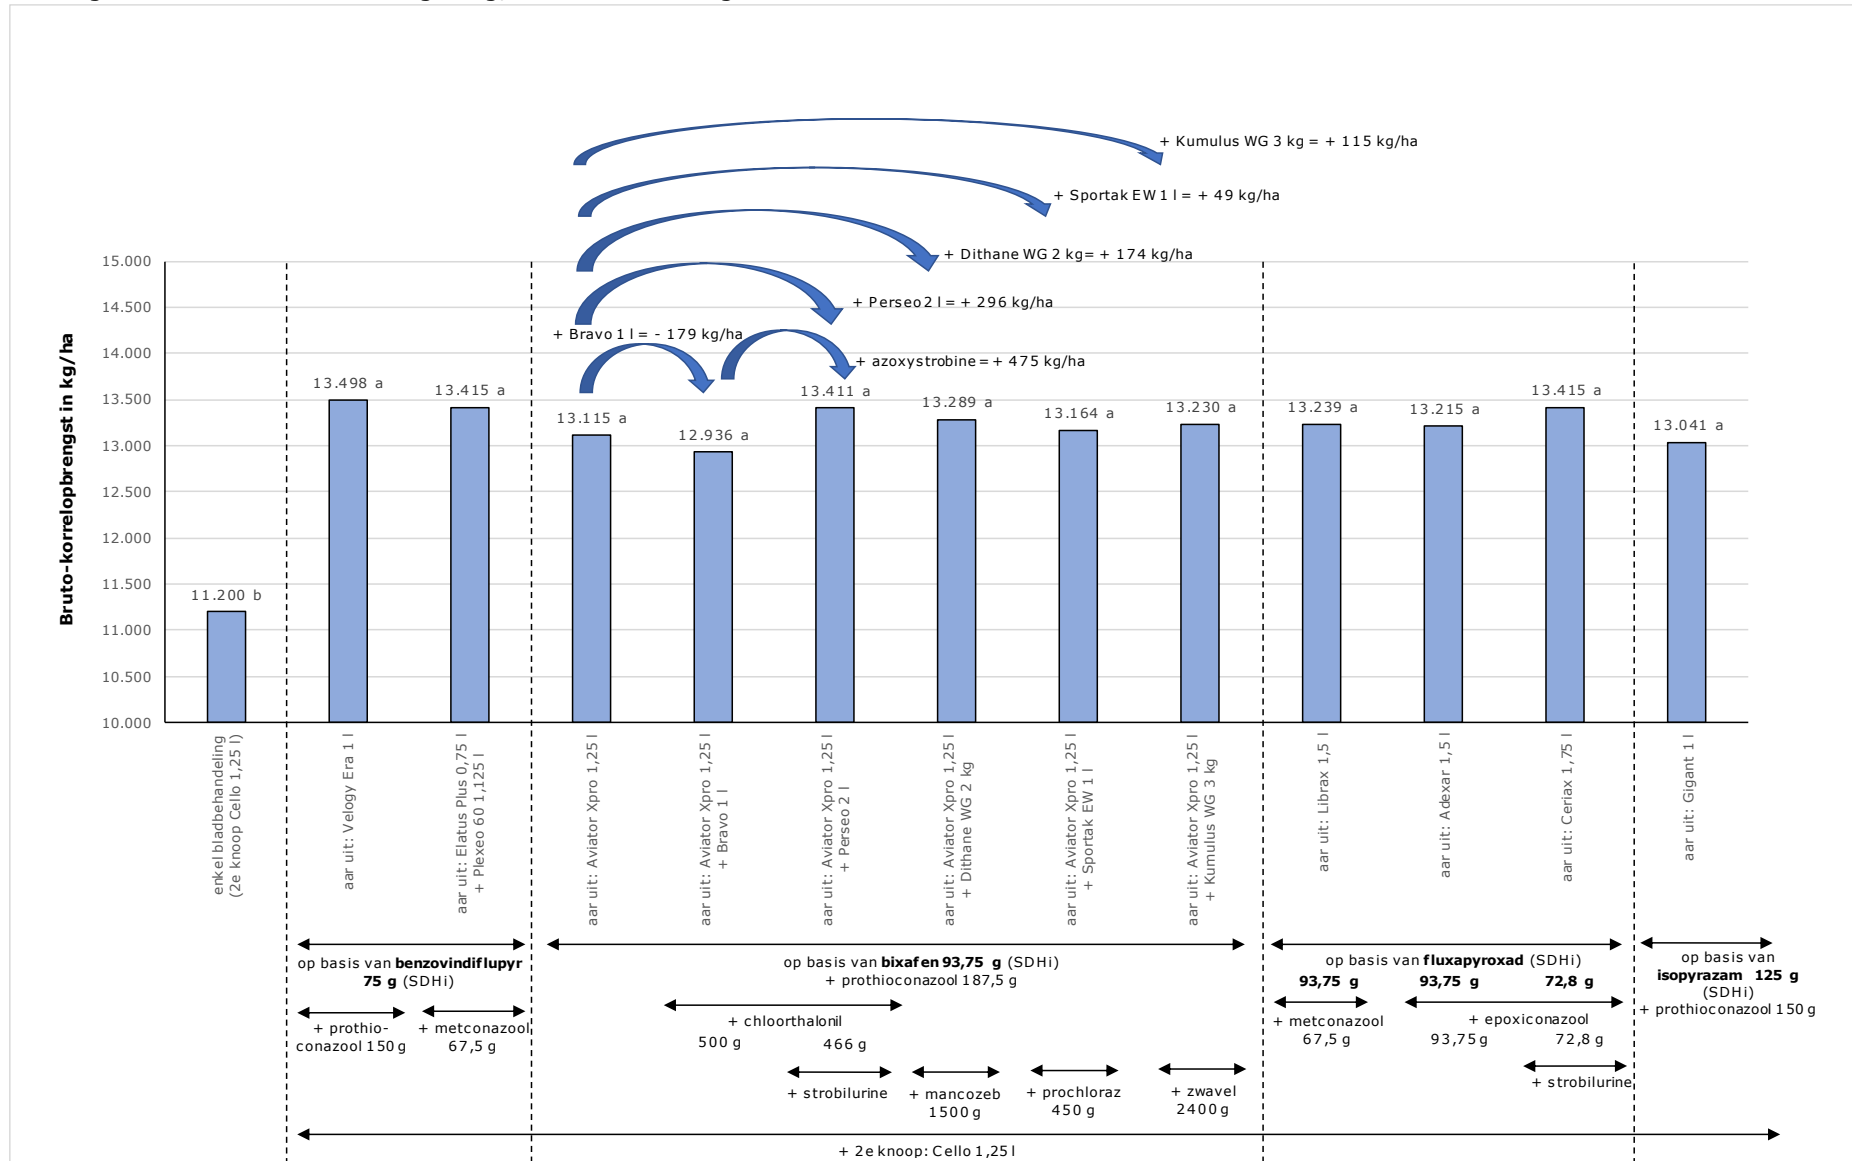 + Kumulus WG 3 kg = + 115 kg/ha
+ Sportak EW 1 l = + 49 kg/ha
+ Dithane WG 2 kg= + 174 kg/ha
+ Perseo 2 l = + 296 kg/ha
+ Bravo 1 l = - 179 kg/ha
+ azoxystrobine = + 475 kg/ha
Bruto-korrelopbrengst in kg/ha
15.000
14.500
14.000
13.500
13.000
12.500
12.000
11.500
11.000
10.500
10.000
11.200 b
13.498 a
13.415 a
13.115 a
12.936 a
13.411 a
13.289 a
13.164 a
13.230 a
13.239 a
13.215 a
13.415 a
13.041 a
enkel bladbehandeling
(2e knoop Cello 1,25 l)
aar uit: Velogy Era 1 l
aar uit: Elatus Plus 0,75 l
+ Plexeo 60 1,125 l
aar uit: Aviator Xpro 1,25 l
aar uit: Aviator Xpro 1,25 l
+ Bravo 1 l
aar uit: Aviator Xpro 1,25 l
+ Perseo 2 l
aar uit: Aviator Xpro 1,25 l
+ Dithane WG 2 kg
aar uit: Aviator Xpro 1,25 l
+ Sportak EW 1 l
aar uit: Aviator Xpro 1,25 l
+ Kumulus WG 3 kg
aar uit: Librax 1,5 l
aar uit: Adexar 1,5 l
aar uit: Ceriax 1,75 l
aar uit: Gigant 1 l
op basis van benzovindiflupyr
75 g (SDHi)
+ prothio-
conazool 150 g
+ metconazool
67,5 g
op basis van bixafen 93,75 g (SDHi)
+ prothioconazool 187,5 g
+ chloorthalonil
500 g 466 g
+ strobilurine
+ mancozeb
1500 g
+ prochloraz
450 g
+ zwavel
2400 g
op basis van fluxapyroxad (SDHi)
93,75 g 93,75 g 72,8 g
+ metconazool
67,5 g
+ epoxiconazool
93,75 g 72,8 g
+ strobilurine
op basis van
isopyrazam 125 g
(SDHi)
+ prothioconazool 150 g
+ 2e knoop: Cello 1,25 l